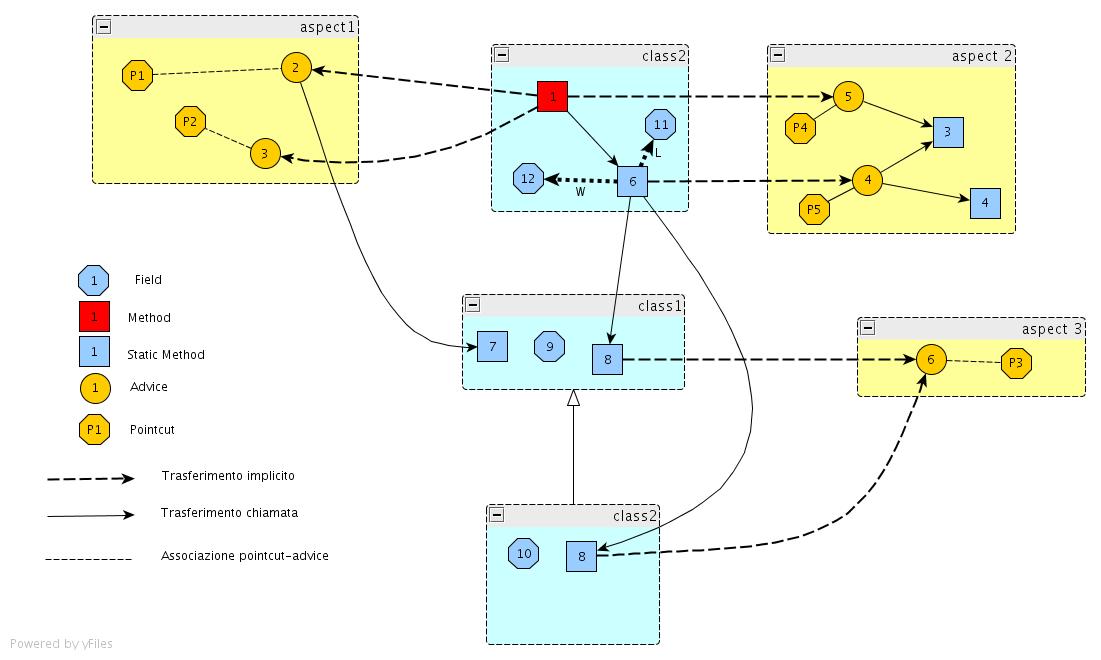 aspect1
P1
2
P2
3
class2
1
11
L
12
W
6
aspect 2
5
P4
3
4
P5
4
1 Field
1 Method
1 Static Method
1 Advice
P1 Pointcut
Trasferimento implicito
Trasferimento chiamata
Associazione pointcut-advice
class1
7
9
8
aspect 3
6
P3
class2
10
8
Powered by yFiles